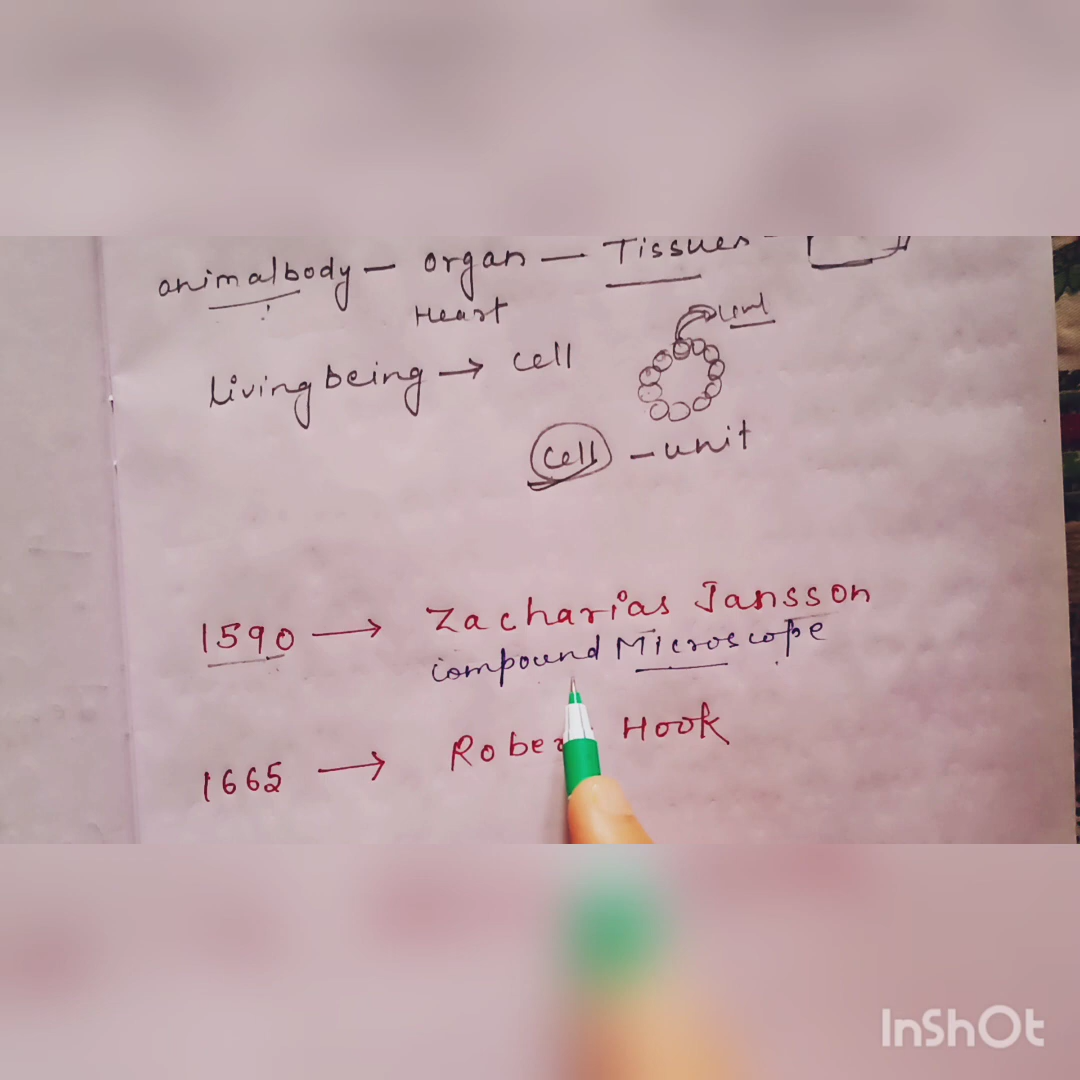 animalbody — organ — Tissues -
Heart
Living being → cell
cell - unit
1590 → Zacharias Jansson
compound Microscope
1665 → Rober Hook
InShOt